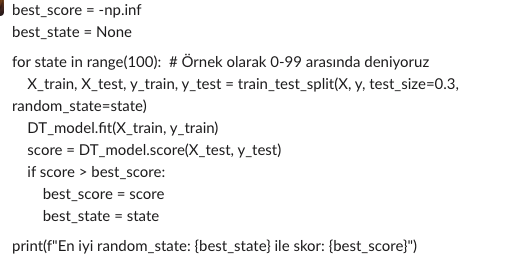 best_score = -np.inf
best_state = None
for state in range(100):  # Örnek olarak 0-99 arasında deniyoruz
    X_train, X_test, y_train, y_test = train_test_split(X, y, test_size=0.3,
random_state=state)
    DT_model.fit(X_train, y_train)
    score = DT_model.score(X_test, y_test)
    if score > best_score:
        best_score = score
        best_state = state
print(f"En iyi random_state: {best_state} ile skor: {best_score}")